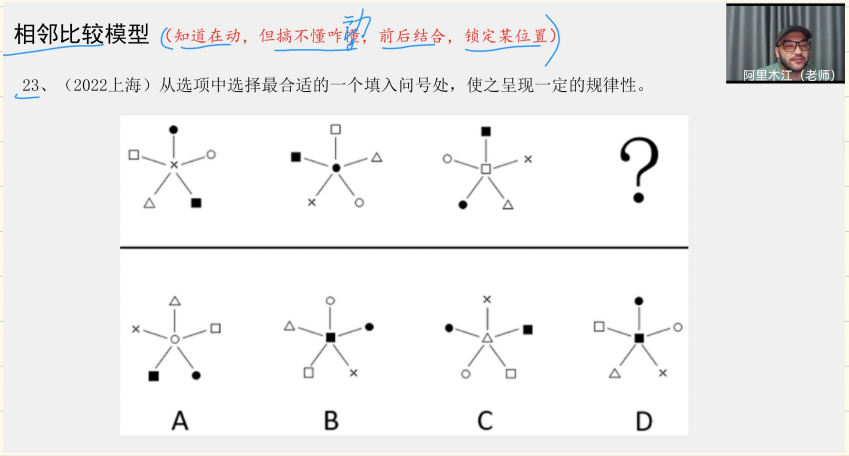 相邻比较模型（知道在动，但搞不懂咋懂，前后结合，锁定某位置）
动
阿里木江（老师）
23、（2022上海）从选项中选择最合适的一个填入问号处，使之呈现一定的规律性。
?
A B C D